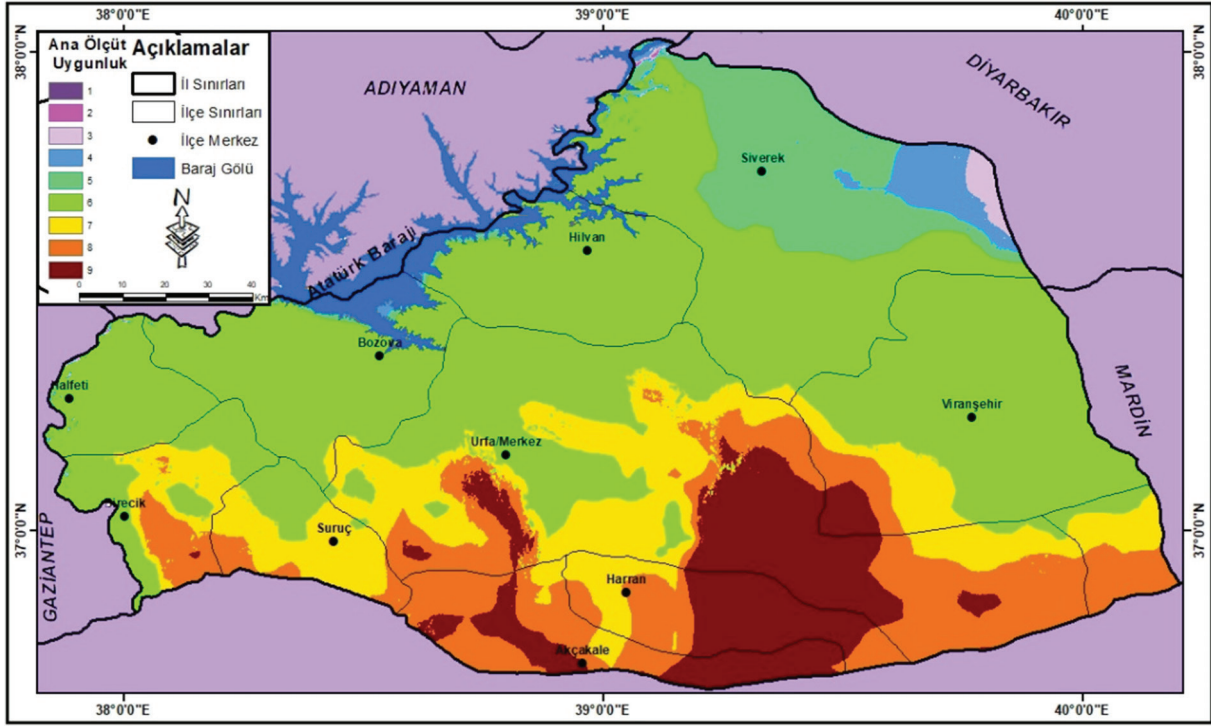 38°0'0"E
39°0'0"E
40°0'0"E
38°0'0"N
38°0'0"N
Ana Ölçüt
Uygunluk
Açıklamalar
1
2
3
4
5
6
7
8
9
İl Sınırları
İlçe Sınırları
İlçe Merkez
Baraj Gölü
N
0 10 20 30 40
Km
ADIYAMAN
DİYARBAKIR
Siverek
Hilvan
Atatürk Barajı
Bozova
Halfeti
Viranşehir
MARDİN
Urfa/Merkez
Birecik
Suruç
GAZİANTEP
37°0'0"N
37°0'0"N
Harran
Akçakale
38°0'0"E
39°0'0"E
40°0'0"E